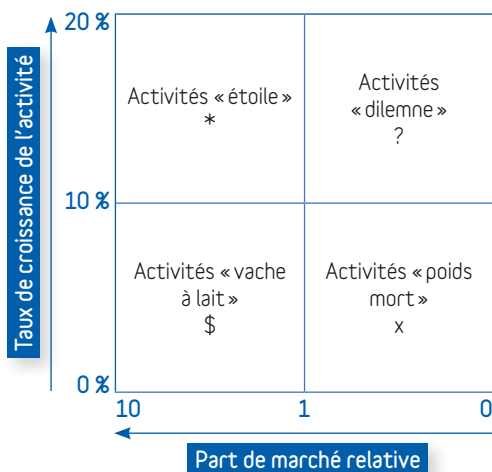 Taux de croissance de l'activité
20 %
10 %
0 %
Activités « étoile »
*
Activités
« dilemne »
?
Activités « vache
à lait »
$
Activités « poids
mort »
x
10
1
0
Part de marché relative